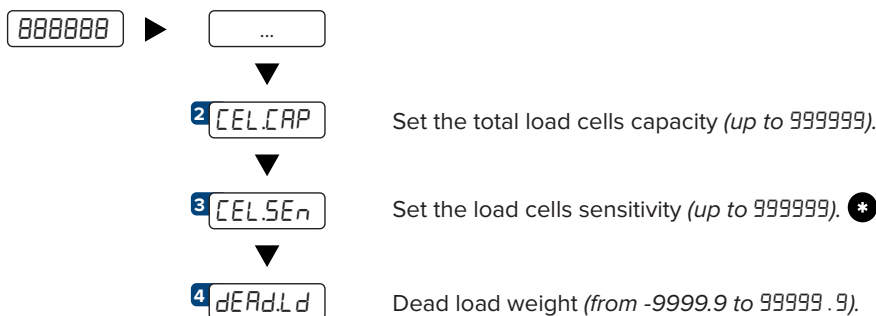 888888
...
2 CEL.CAP Set the total load cells capacity (up to 999999).
3 CEL.SEn Set the load cells sensitivity (up to 999999). *
4 dEAd.Ld Dead load weight (from -9999.9 to 99999.9).